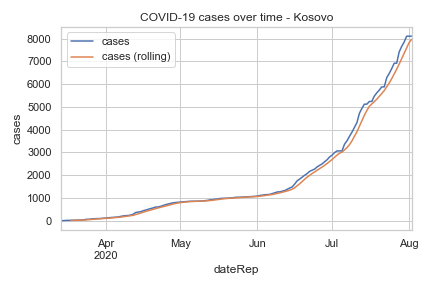 COVID-19 cases over time - Kosovo
cases
cases (rolling)
8000
7000
6000
5000
4000
3000
2000
1000
0
cases
Apr
2020
May
Jun
Jul
Aug
dateRep